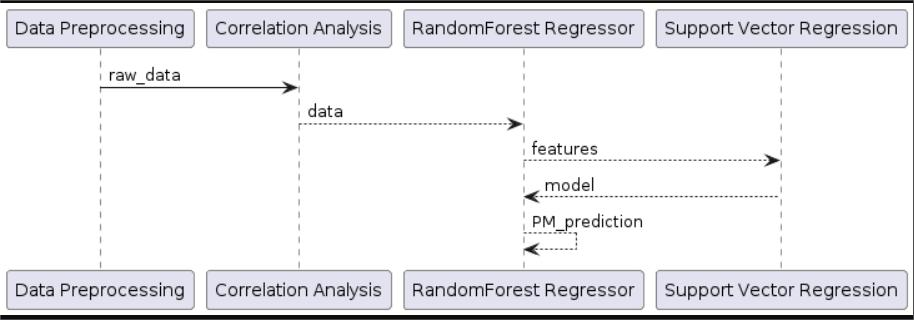 Data Preprocessing
Correlation Analysis
RandomForest Regressor
Support Vector Regression
raw_data
data
features
model
PM_prediction
Data Preprocessing
Correlation Analysis
RandomForest Regressor
Support Vector Regression